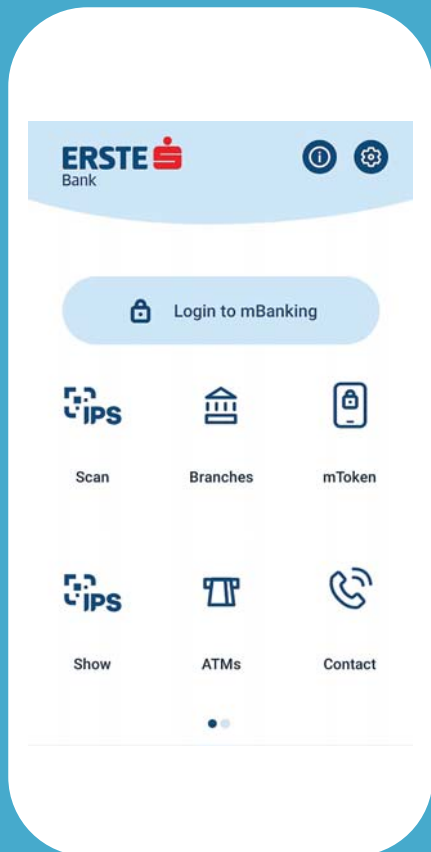 ERSTE
Bank
Login to mBanking
iPS
Scan
Branches
mToken
iPS
Show
ATMs
Contact